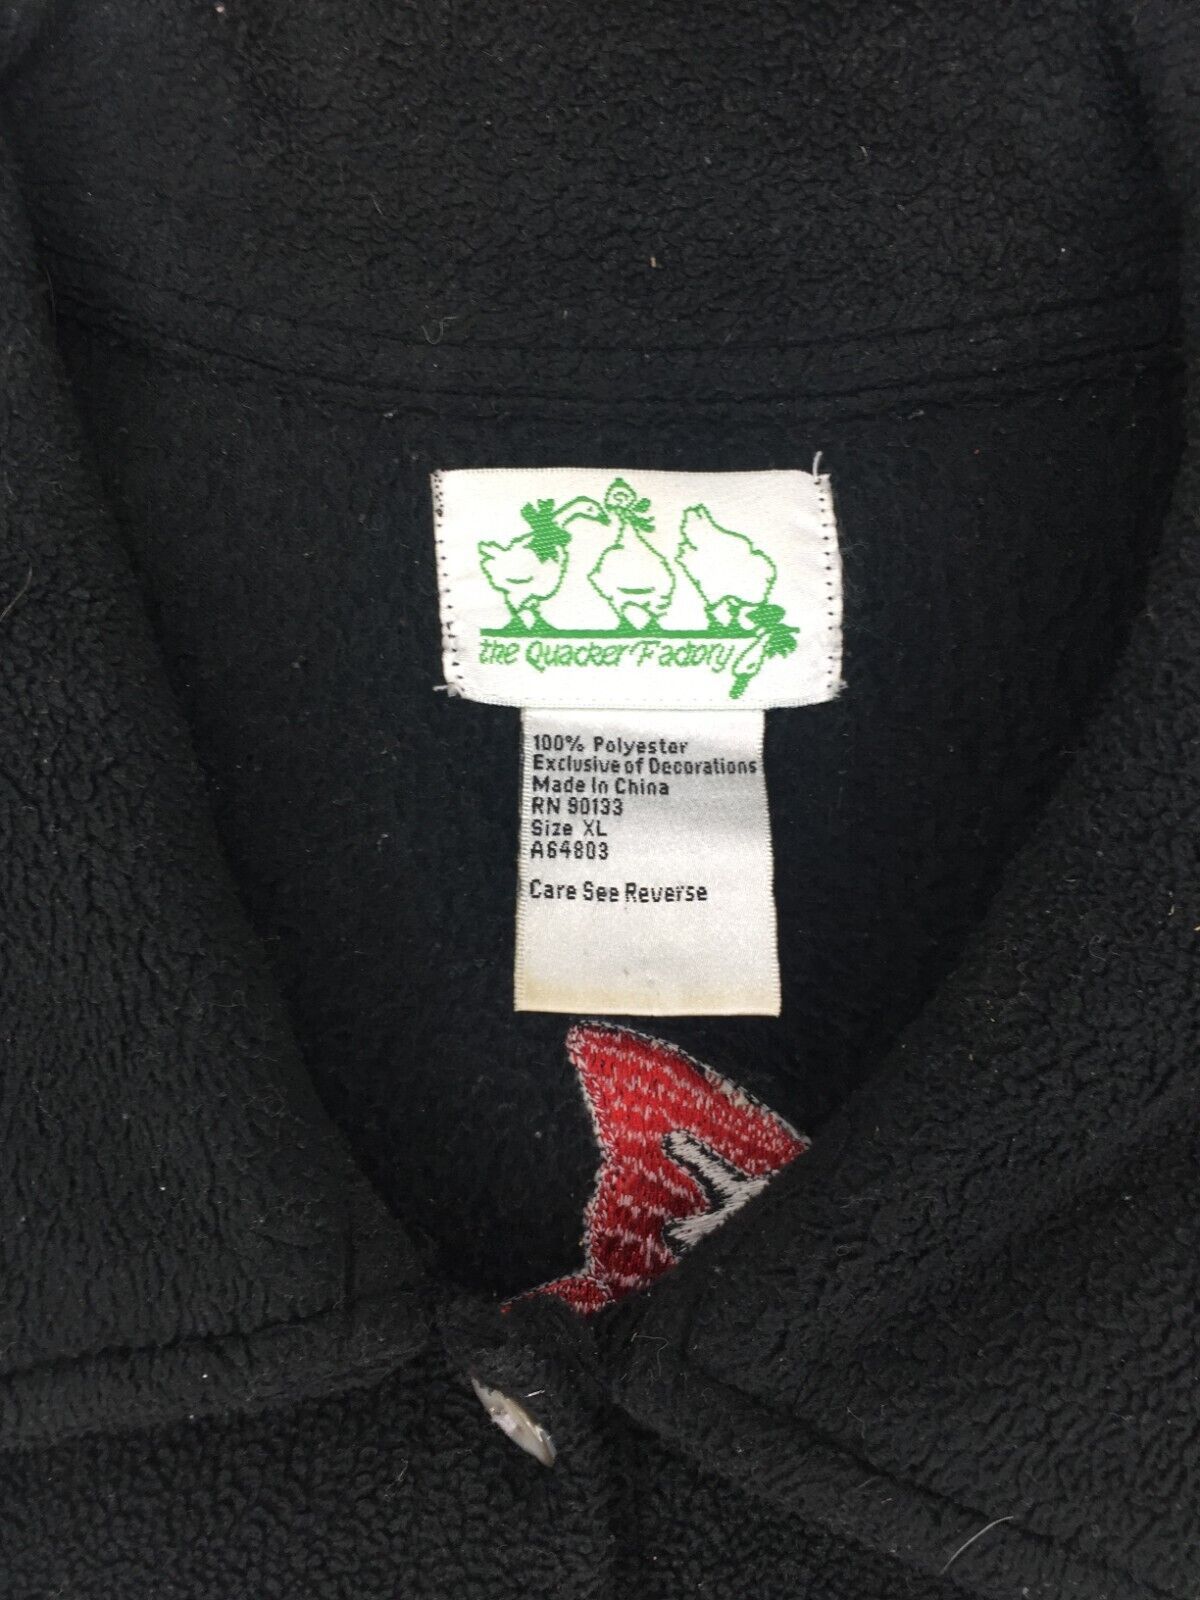 the Quacker Factory
100% Polyester
Exclusive of Decorations
Made In China
RN 90133
Size XL
A64803
Care See Reverse